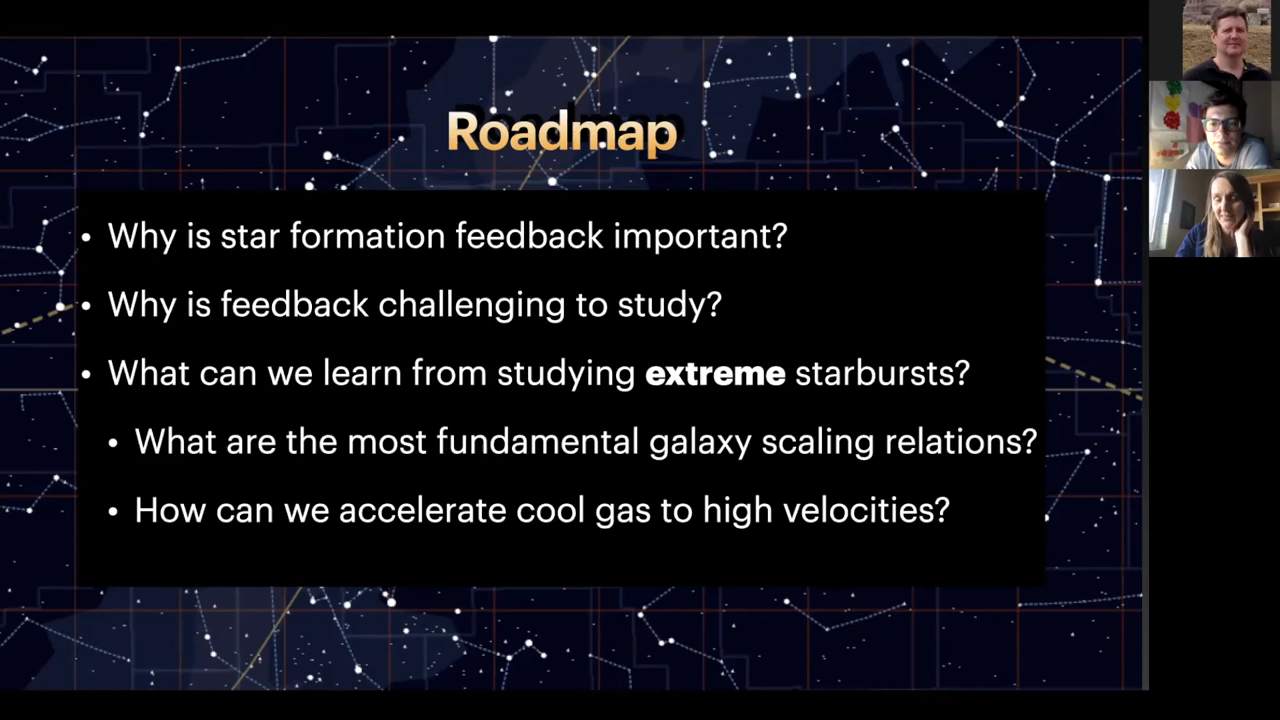 Roadmap
• Why is star formation feedback important?
• Why is feedback challenging to study?
• What can we learn from studying extreme starbursts?
• What are the most fundamental galaxy scaling relations?
• How can we accelerate cool gas to high velocities?